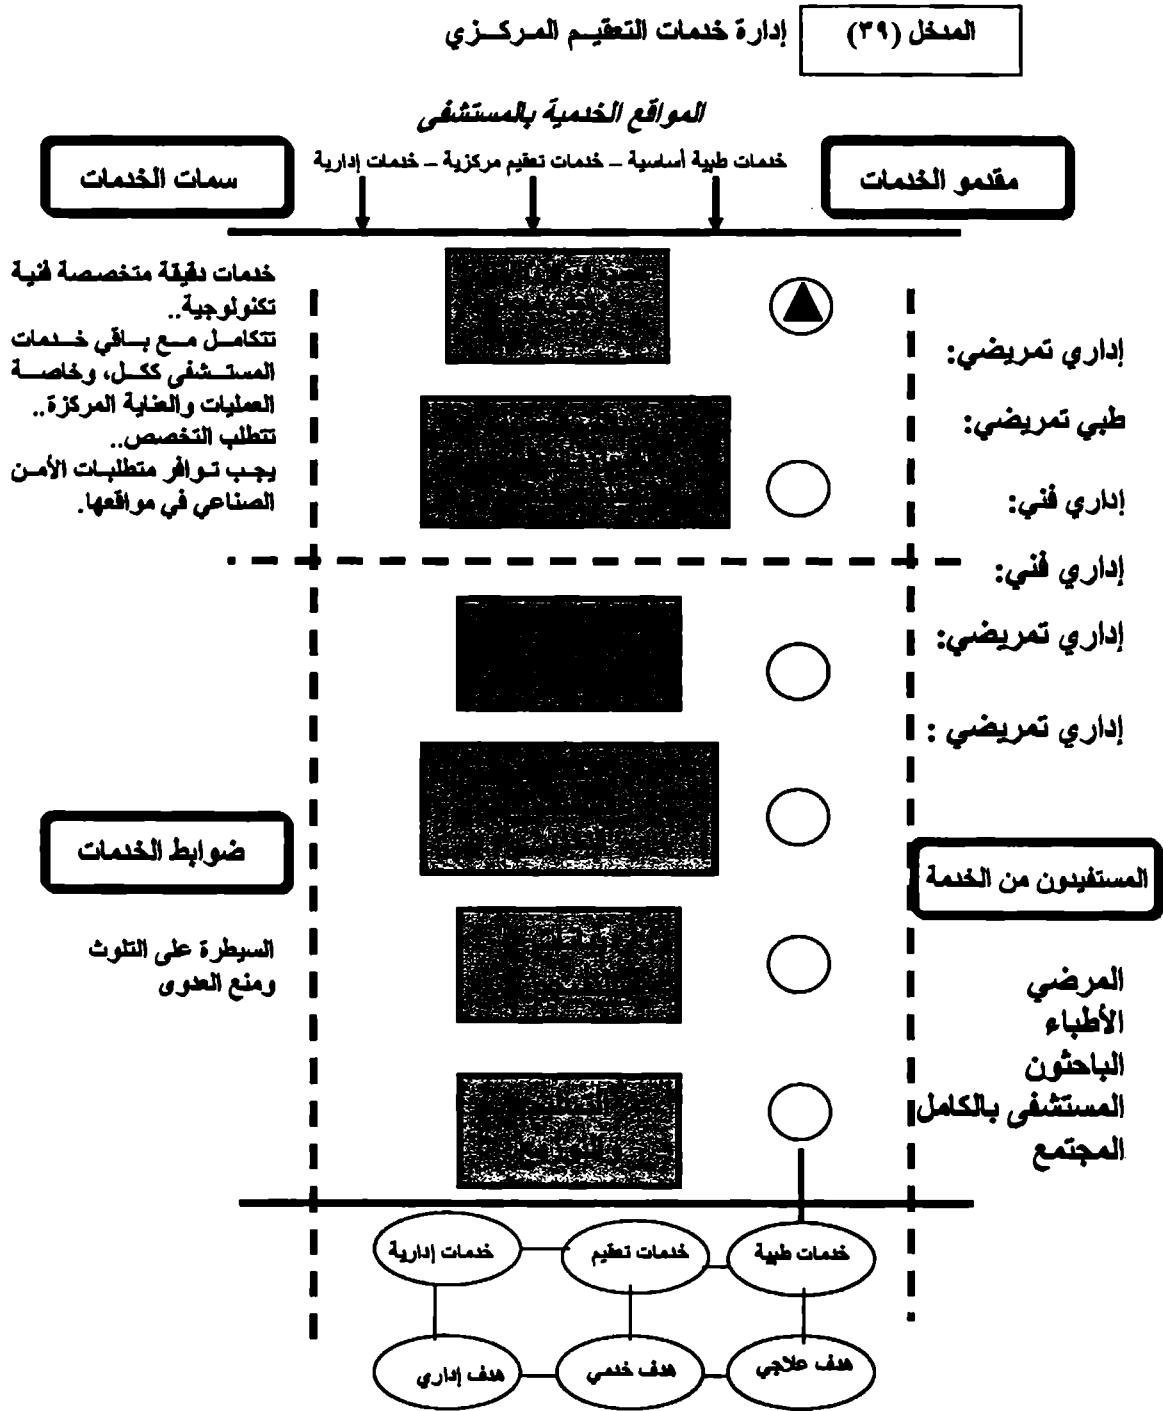 المدخل (٣٩)
إدارة خدمات التعقيم المركزي
المواقع الخدمية بالمستشفى
خدمات طبية أساسية – خدمات تعقيم مركزية – خدمات إدارية
مقدمو الخدمات
إداري تمريضي:
طبي تمريضي:
إداري فني:
إداري فني:
إداري تمريضي:
إداري تمريضي :
سمات الخدمات
خدمات دقيقة متخصصة فنية
تكنولوجية..
تتكامل مع باقي خدمات
المستشفى ككل، وخاصة
العمليات والعناية المركزة..
تتطلب التخصص..
يجب توافر متطلبات الأمن
الصناعي في مواقعها.
المستفيدون من الخدمة
المرضي
الأطباء
الباحثون
المستشفى بالكامل
المجتمع
ضوابط الخدمات
السيطرة على التلوث
ومنع العدوى
خدمات طبية
خدمات تعقيم
خدمات إدارية
هدف علاجي
هدف خدمي
هدف إداري